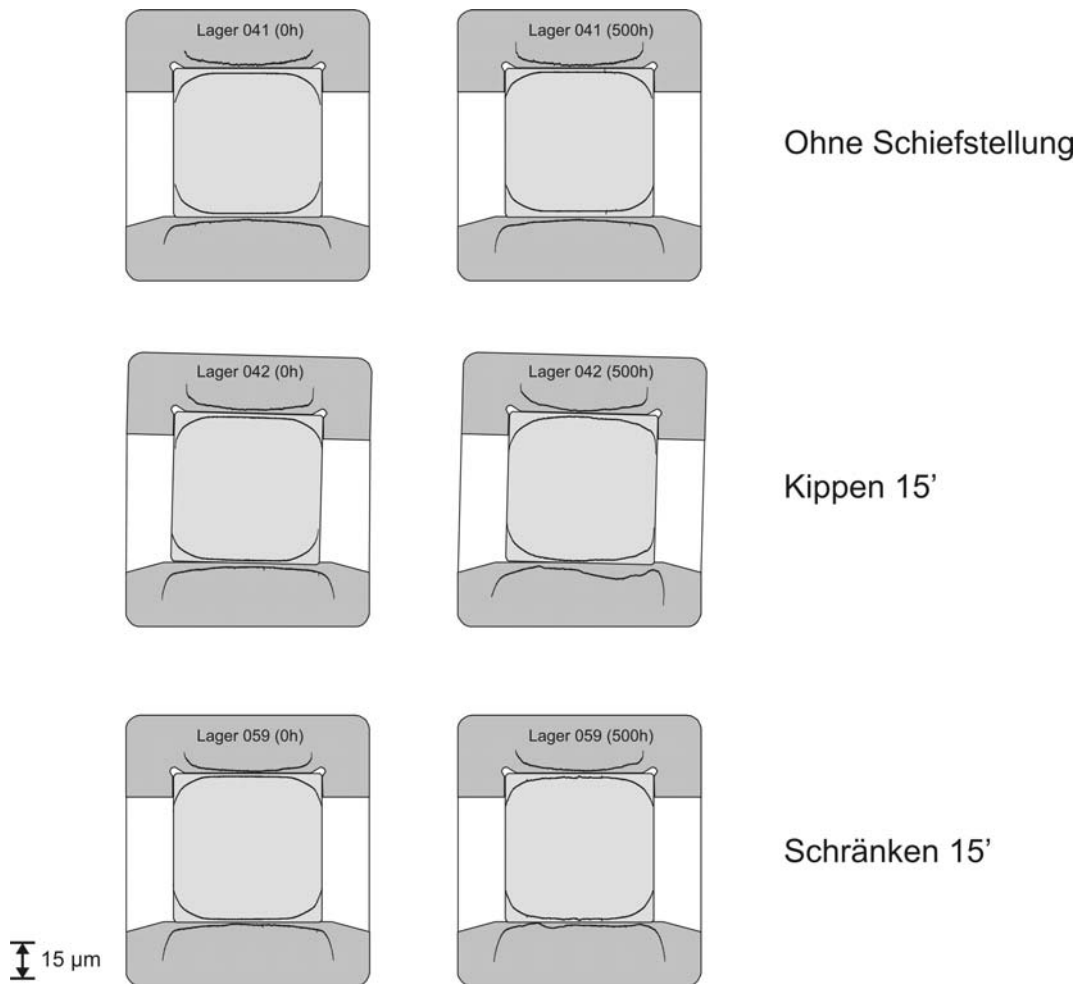 Lager 041 (0h)
Lager 041 (500h)
Ohne Schiefstellung
Lager 042 (0h)
Lager 042 (500h)
Kippen 15’
Lager 059 (0h)
Lager 059 (500h)
Schränken 15’
15 µm